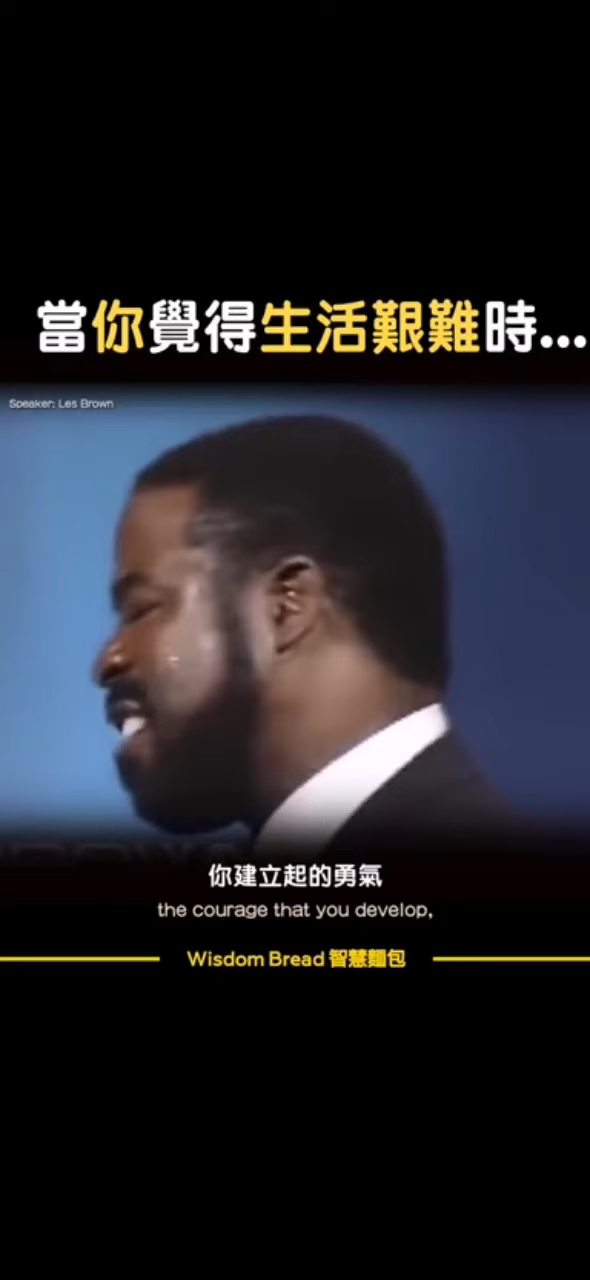 當你覺得生活艱難時...
Speaker: Les Brown
你建立起的勇氣
the courage that you develop,
Wisdom Bread 智慧麵包